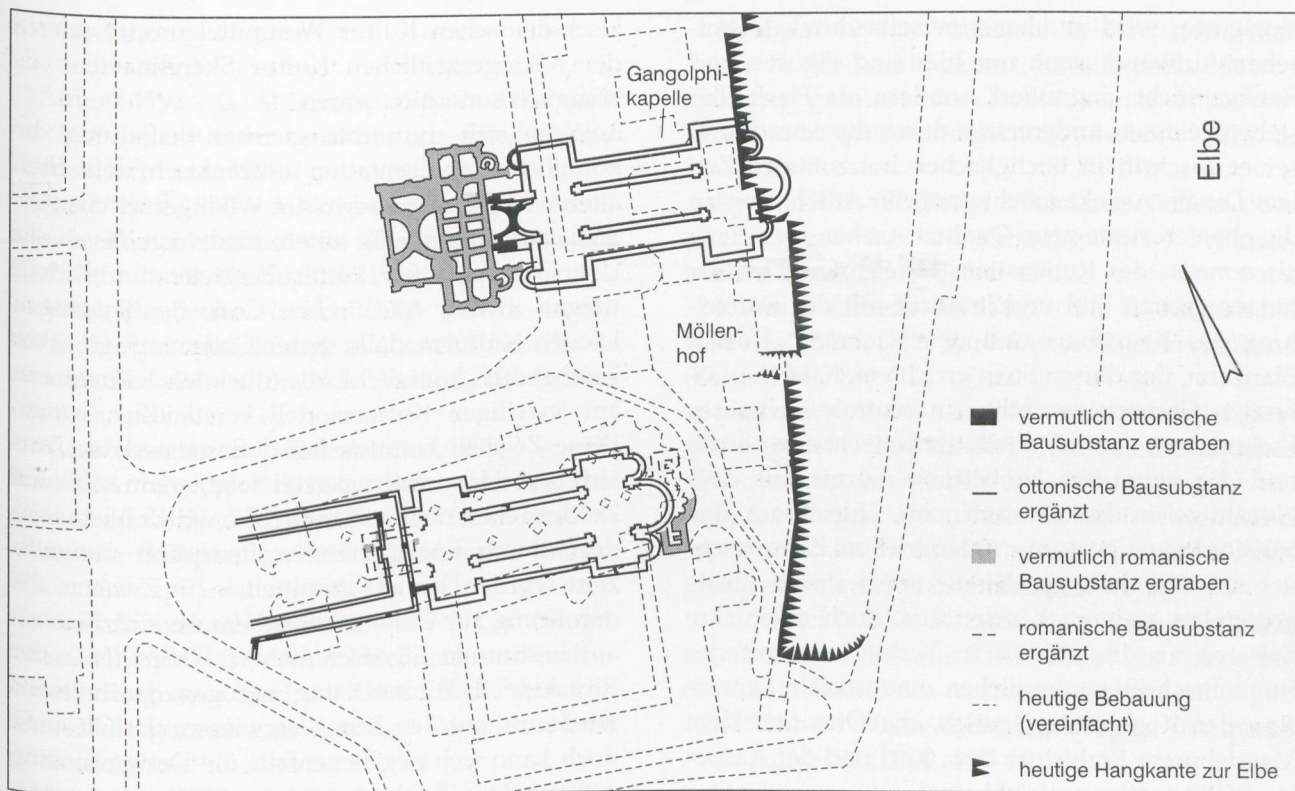 Gangolphi-
kapelle
Elbe
Möllen-
hof
vermutlich ottonische
Bausubstanz ergraben
ottonische Bausubstanz
ergänzt
vermutlich romanische
Bausubstanz ergraben
romanische Bausubstanz
ergänzt
heutige Bebauung
(vereinfacht)
heutige Hangkante zur Elbe